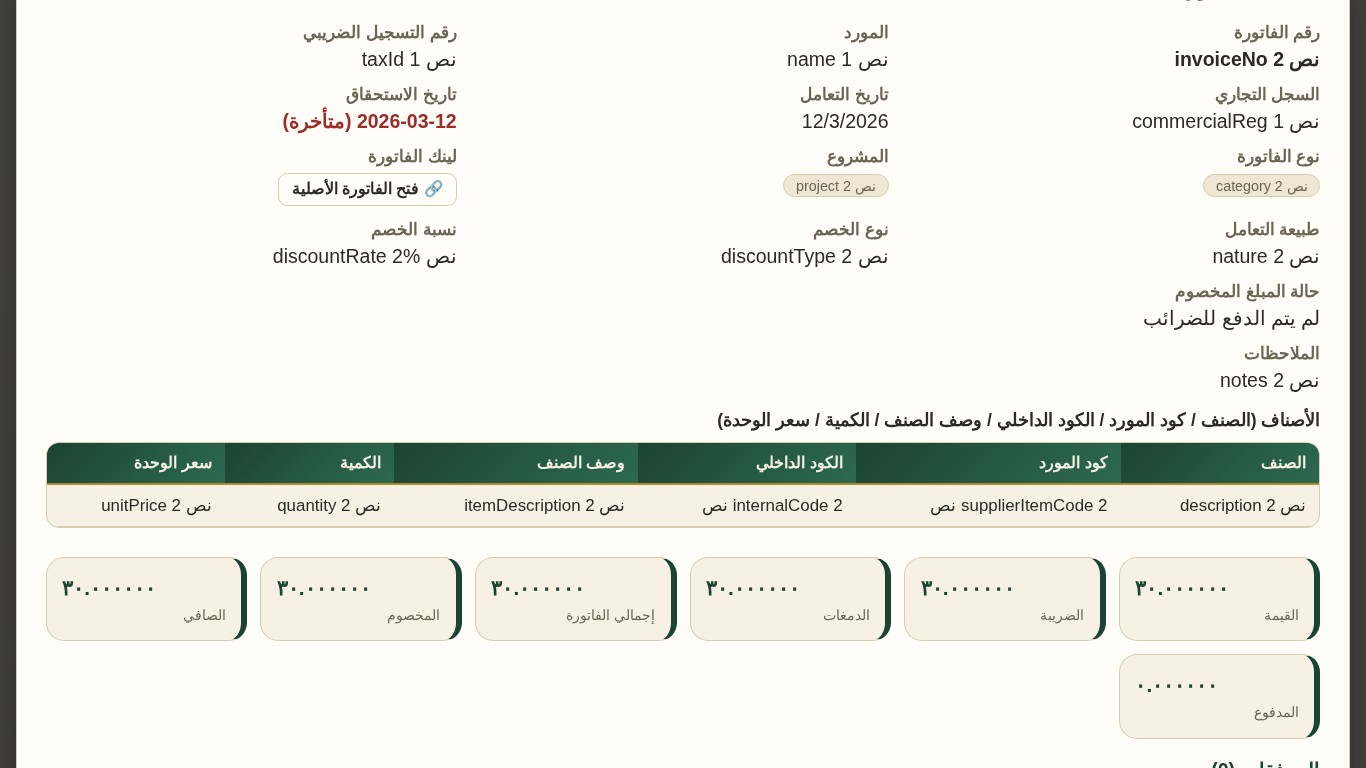 رقم الفاتورة
نص 2 invoiceNo
المورد
نص 1 name
رقم التسجيل الضريبي
نص 1 taxId
السجل التجاري
نص 1 commercialReg
تاريخ التعامل
12/3/2026
تاريخ الاستحقاق
2026-03-12 (متأخرة)
نوع الفاتورة
نص 2 category
المشروع
نص 2 project
لينك الفاتورة
🔗 فتح الفاتورة الأصلية
طبيعة التعامل
نص 2 nature
نوع الخصم
نص 2 discountType
نسبة الخصم
نص 2% discountRate
حالة المبلغ المخصوم
لم يتم الدفع للضرائب
الملاحظات
نص 2 notes
الأصناف (الصنف / كود المورد / الكود الداخلي / وصف الصنف / الكمية / سعر الوحدة)
الصنف كود المورد الكود الداخلي وصف الصنف الكمية سعر الوحدة
نص 2 description
supplierItemCode 2 نص
internalCode 2 نص
نص 2 itemDescription
نص 2 quantity
نص 2 unitPrice
٣٠.٠٠٠٠٠٠
القيمة
٣٠.٠٠٠٠٠٠
الضريبة
٣٠.٠٠٠٠٠٠
الدمغات
٣٠.٠٠٠٠٠٠
إجمالي الفاتورة
٣٠.٠٠٠٠٠٠
المخصوم
٣٠.٠٠٠٠٠٠
الصافي
٠.٠٠٠٠٠٠
المدفوع